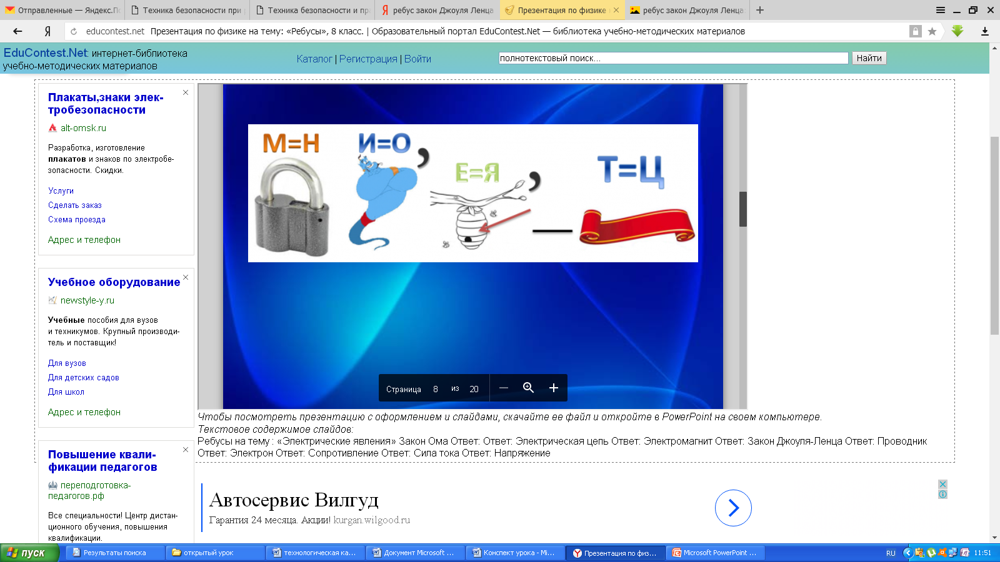 Отправленные — Яндекс.По
Техника безопасности при р
Техника безопасности и пра
ребус закон Джоуля Ленца
Презентация по физике н
ребус закон Джоуля Ленца:
educontest.net Презентация по физике на тему: «Ребусы», 8 класс. | Образовательный портал EduContest.Net — библиотека учебно-методических материалов
EduContest.Net: интернет-библиотека
учебно-методических материалов
Каталог | Регистрация | Войти
полнотекстовый поиск...
Найти
Плакаты,знаки элек-
тробезопасности
alt-omsk.ru
Разработка, изготовление
плакатов и знаков по электробе-
зопасности. Скидки.
Услуги
Сделать заказ
Схема проезда
Адрес и телефон
Учебное оборудование
newstyle-y.ru
Учебные пособия для вузов
и техникумов. Крупный производи-
тель и поставщик!
Для вузов
Для детских садов
Для школ
Адрес и телефон
Повышение квали-
фикации педагогов
переподготовка-
педагогов.рф
Все специальности! Центр дистан-
ционного обучения, повышения
квалификации.
М=Н
И=О
,
Е=Я
,
Т=Ц
Страница 8 из 20
Чтобы посмотреть презентацию с оформлением и слайдами, скачайте ее файл и откройте в PowerPoint на своем компьютере.
Текстовое содержимое слайдов:
Ребусы на тему : «Электрические явления» Закон Ома Ответ: Ответ: Электрическая цепь Ответ: Электромагнит Ответ: Закон Джоуля-Ленца Ответ: Проводник
Ответ: Электрон Ответ: Сопротивление Ответ: Сила тока Ответ: Напряжение
Автосервис Вилгуд
Гарантия 24 месяца. Акции! kurgan.wilgood.ru
пуск
Результаты поиска
открытый урок
технологическая ка...
Документ Microsoft ...
Конспект урока - Mi...
Презентация по физ...
Microsoft PowerPoint ...
RU
11:51